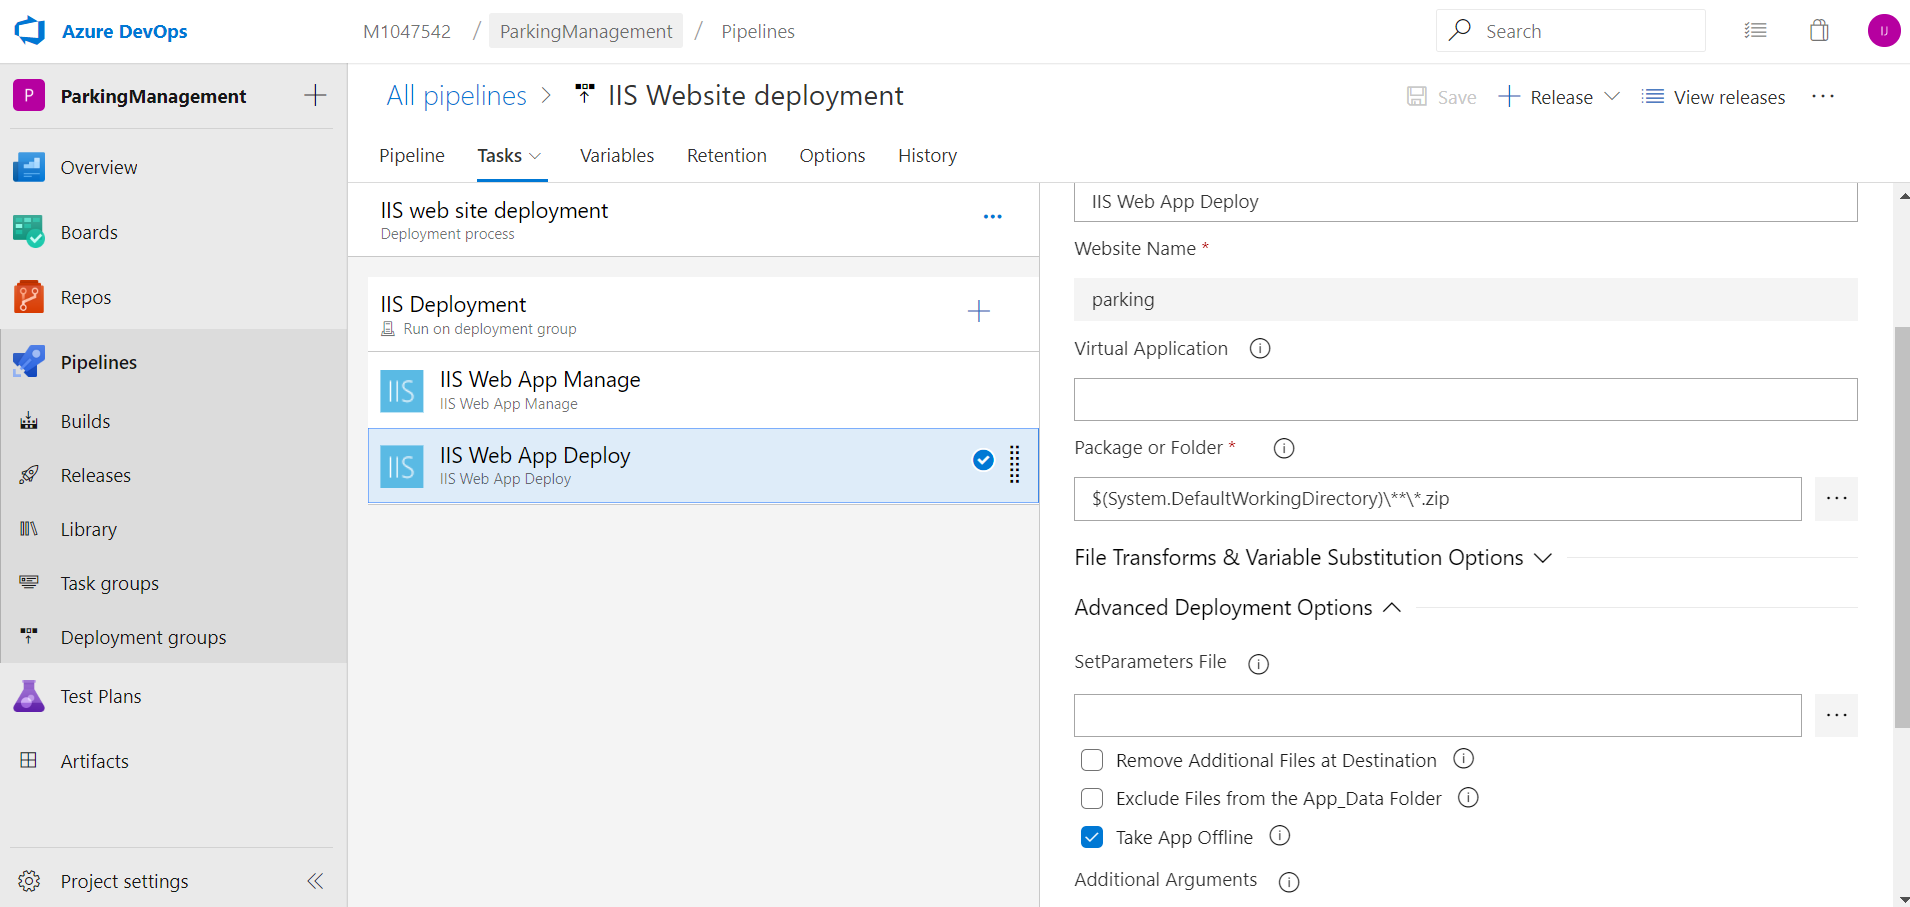 Azure DevOps
M1047542 / ParkingManagement / Pipelines
Search
IJ
P ParkingManagement
Overview
Boards
Repos
Pipelines
Builds
Releases
Library
Task groups
Deployment groups
Test Plans
Artifacts
Project settings
All pipelines > IIS Website deployment
Save
Release
View releases
...
Pipeline
Tasks
Variables
Retention
Options
History
IIS web site deployment
Deployment process
...
IIS Deployment
Run on deployment group
IIS
IIS Web App Manage
IIS Web App Manage
IIS
IIS Web App Deploy
IIS Web App Deploy
IIS Web App Deploy
Website Name *
parking
Virtual Application
Package or Folder *
$(System.DefaultWorkingDirectory)\**\*.zip
...
File Transforms & Variable Substitution Options
Advanced Deployment Options
SetParameters File
...
Remove Additional Files at Destination
Exclude Files from the App_Data Folder
Take App Offline
Additional Arguments